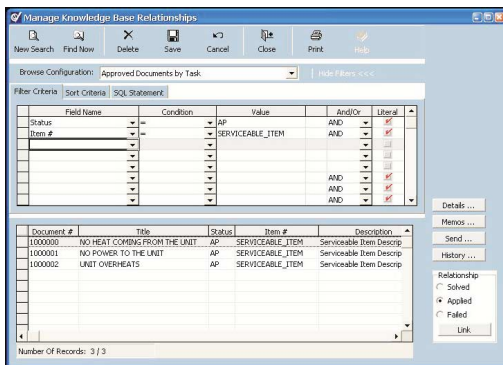 Manage Knowledge Base Relationships
New Search Find Now Delete Save Cancel Close Print Help
Browse Configuration: Approved Documents by Task Hide Filters <<<
Filter Criteria Sort Criteria SQL Statement
Field Name Condition Value And/Or Literal
Status = AP AND
Item # = SERVICEABLE_ITEM AND
AND
AND
AND
Details ...
Memos ...
Send ...
History ...
Document # Title Status Item # Description
1000000 NO HEAT COMING FROM THE UNIT AP SERVICEABLE_ITEM Serviceable Item Descrip
1000001 NO POWER TO THE UNIT AP SERVICEABLE_ITEM Serviceable Item Descrip
1000002 UNIT OVERHEATS AP SERVICEABLE_ITEM Serviceable Item Descrip
Relationship
Solved
Applied
Failed
Link
Number Of Records: 3 / 3